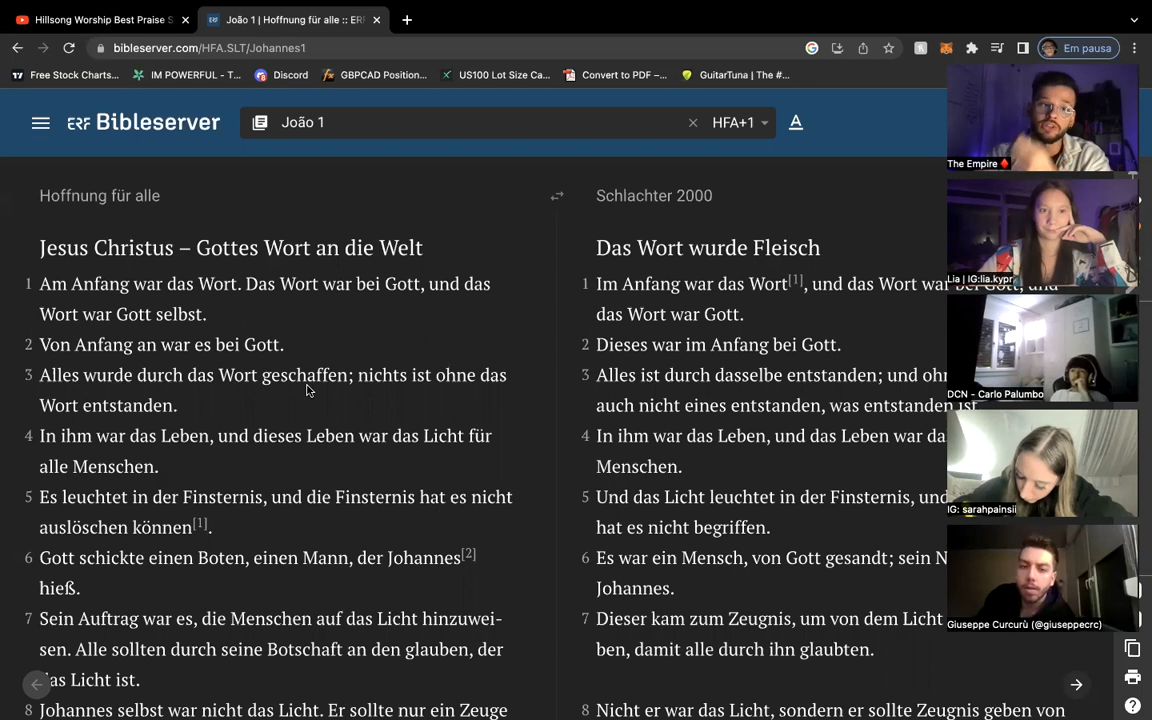 Hillsong Worship Best Praise S
João 1 | Hoffnung für alle :: ERF
bibleserver.com/HFA.SLT/Johannes1
Em pausa
Free Stock Charts...
IM POWERFUL - T...
Discord
GBPCAD Position...
US100 Lot Size Ca...
Convert to PDF –...
GuitarTuna | The #...
ERF Bibleserver
João 1
HFA+1
A
Hoffnung für alle
Jesus Christus – Gottes Wort an die Welt
1 Am Anfang war das Wort. Das Wort war bei Gott, und das
Wort war Gott selbst.
2 Von Anfang an war es bei Gott.
3 Alles wurde durch das Wort geschaffen; nichts ist ohne das
Wort entstanden.
4 In ihm war das Leben, und dieses Leben war das Licht für
alle Menschen.
5 Es leuchtet in der Finsternis, und die Finsternis hat es nicht
auslöschen können[1].
6 Gott schickte einen Boten, einen Mann, der Johannes[2]
hieß.
7 Sein Auftrag war es, die Menschen auf das Licht hinzuwei-
sen. Alle sollten durch seine Botschaft an den glauben, der
das Licht ist.
8 Johannes selbst war nicht das Licht. Er sollte nur ein Zeuge
Schlachter 2000
Das Wort wurde Fleisch
1 Im Anfang war das Wort[1], und das Wort war bei Gott, und
das Wort war Gott.
2 Dieses war im Anfang bei Gott.
3 Alles ist durch dasselbe entstanden; und ohn
auch nicht eines entstanden, was entstanden ist.
4 In ihm war das Leben, und das Leben war da
Menschen.
5 Und das Licht leuchtet in der Finsternis, und
hat es nicht begriffen.
6 Es war ein Mensch, von Gott gesandt; sein N
Johannes.
7 Dieser kam zum Zeugnis, um von dem Licht
ben, damit alle durch ihn glaubten.
8 Nicht er war das Licht, sondern er sollte Zeugnis geben von
The Empire
Lia | IG:lia.kypr
DCN - Carlo Palumbo
IG: sarahpainsii
Giuseppe Curcurù (@giuseppecrc)